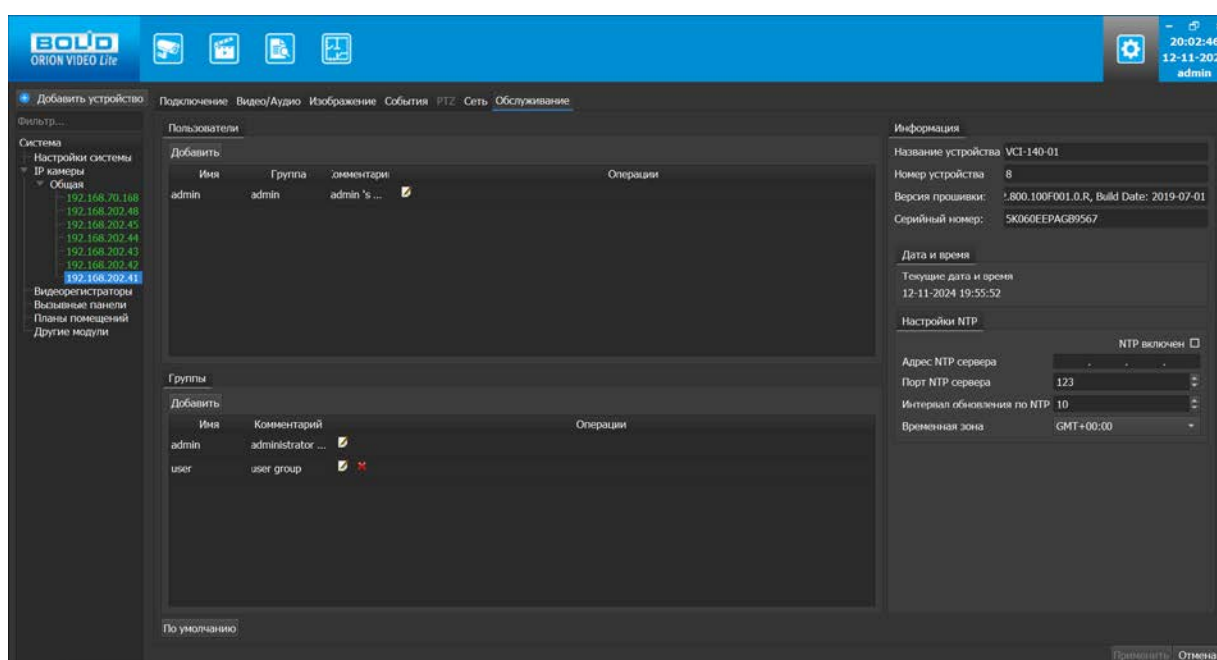 BOLID
ORION VIDEO Lite
20:02:46
12-11-202
admin
Добавить устройство
Фильтр...
Система
Настройки системы
IP камеры
Общая
192.168.70.168
192.168.202.48
192.168.202.45
192.168.202.44
192.168.202.43
192.168.202.42
192.168.202.41
Видеорегистраторы
Вызывные панели
Планы помещений
Другие модули
Подключение Видео/Аудио Изображение События PTZ Сеть Обслуживание
Пользователи
Добавить
Имя Группа Комментарий Операции
admin admin admin 's ...
Группы
Добавить
Имя Комментарий Операции
admin administrator ...
user user group
По умолчанию
Информация
Название устройства VCI-140-01
Номер устройства 8
Версия прошивки: .800.100F001.0.R, Build Date: 2019-07-01
Серийный номер: 5K060EEPAGB9567
Дата и время
Текущие дата и время
12-11-2024 19:55:52
Настройки NTP
NTP включен
Адрес NTP сервера . . .
Порт NTP сервера 123
Интервал обновления по NTP 10
Временная зона GMT+00:00
Применить Отмена